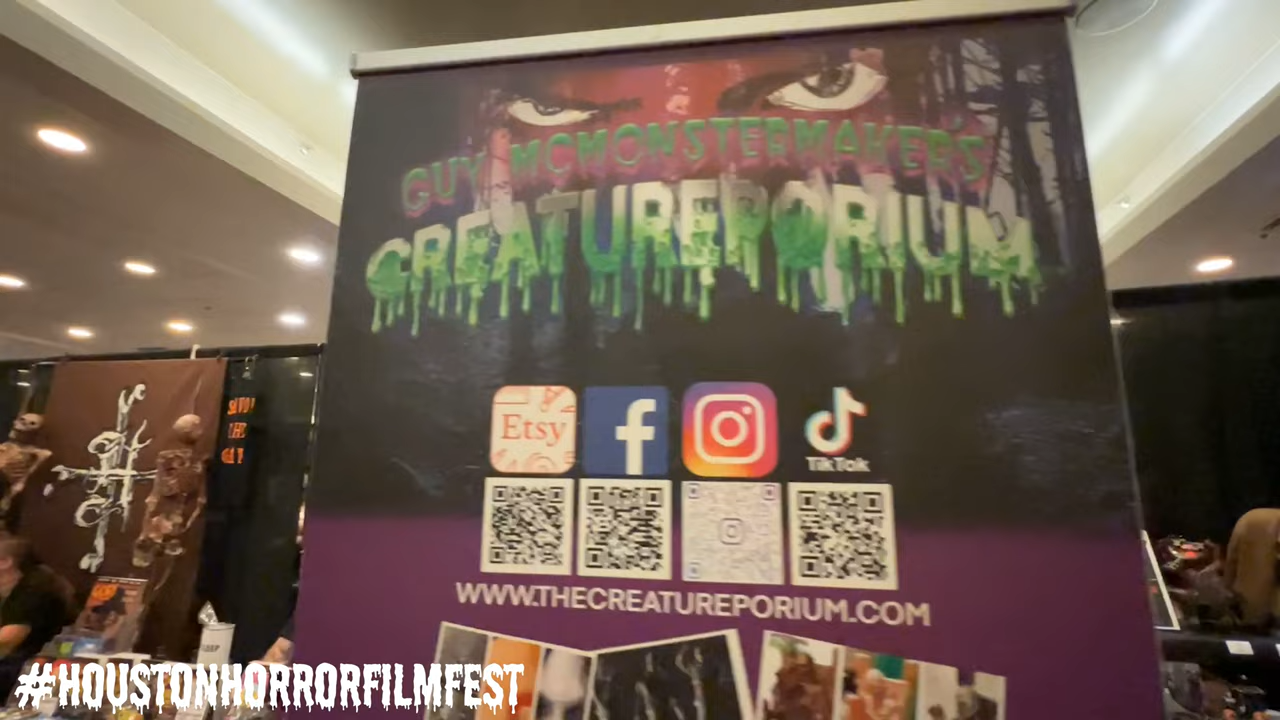 GUY MCMONSTERMAKER'S
CREATUREPORIUM
Etsy
f
TikTok
WWW.THECREATUREPORIUM.COM
#HOUSTONHORRORFILMFEST